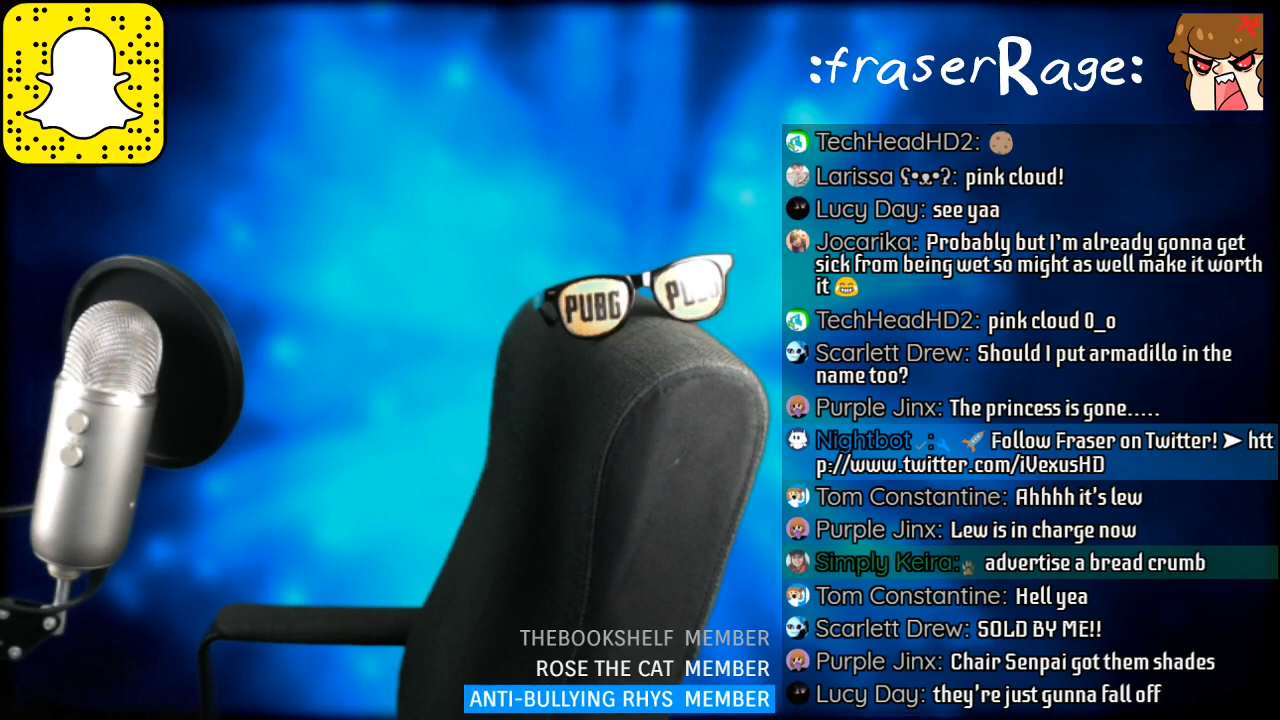 :fraserRage:
TechHeadHD2:
Larissa ʕ•ᴥ•ʔ: pink cloud!
Lucy Day: see yaa
Jocarika: Probably but I'm already gonna get
sick from being wet so might as well make it worth
it 😂
TechHeadHD2: pink cloud O_o
Scarlett Drew: Should I put armadillo in the
name too?
Purple Jinx: The princess is gone.....
Nightbot : 🚀 Follow Fraser on Twitter! ➤ htt
p://www.twitter.com/iVexusHD
Tom Constantine: Ahhhh it's lew
Purple Jinx: Lew is in charge now
Simply Keira: advertise a bread crumb
Tom Constantine: Hell yea
Scarlett Drew: SOLD BY ME!!
Purple Jinx: Chair Senpai got them shades
Lucy Day: they're just gunna fall off
PUBG PUBG
THEBOOKSHELF MEMBER
ROSE THE CAT MEMBER
ANTI-BULLYING RHYS MEMBER